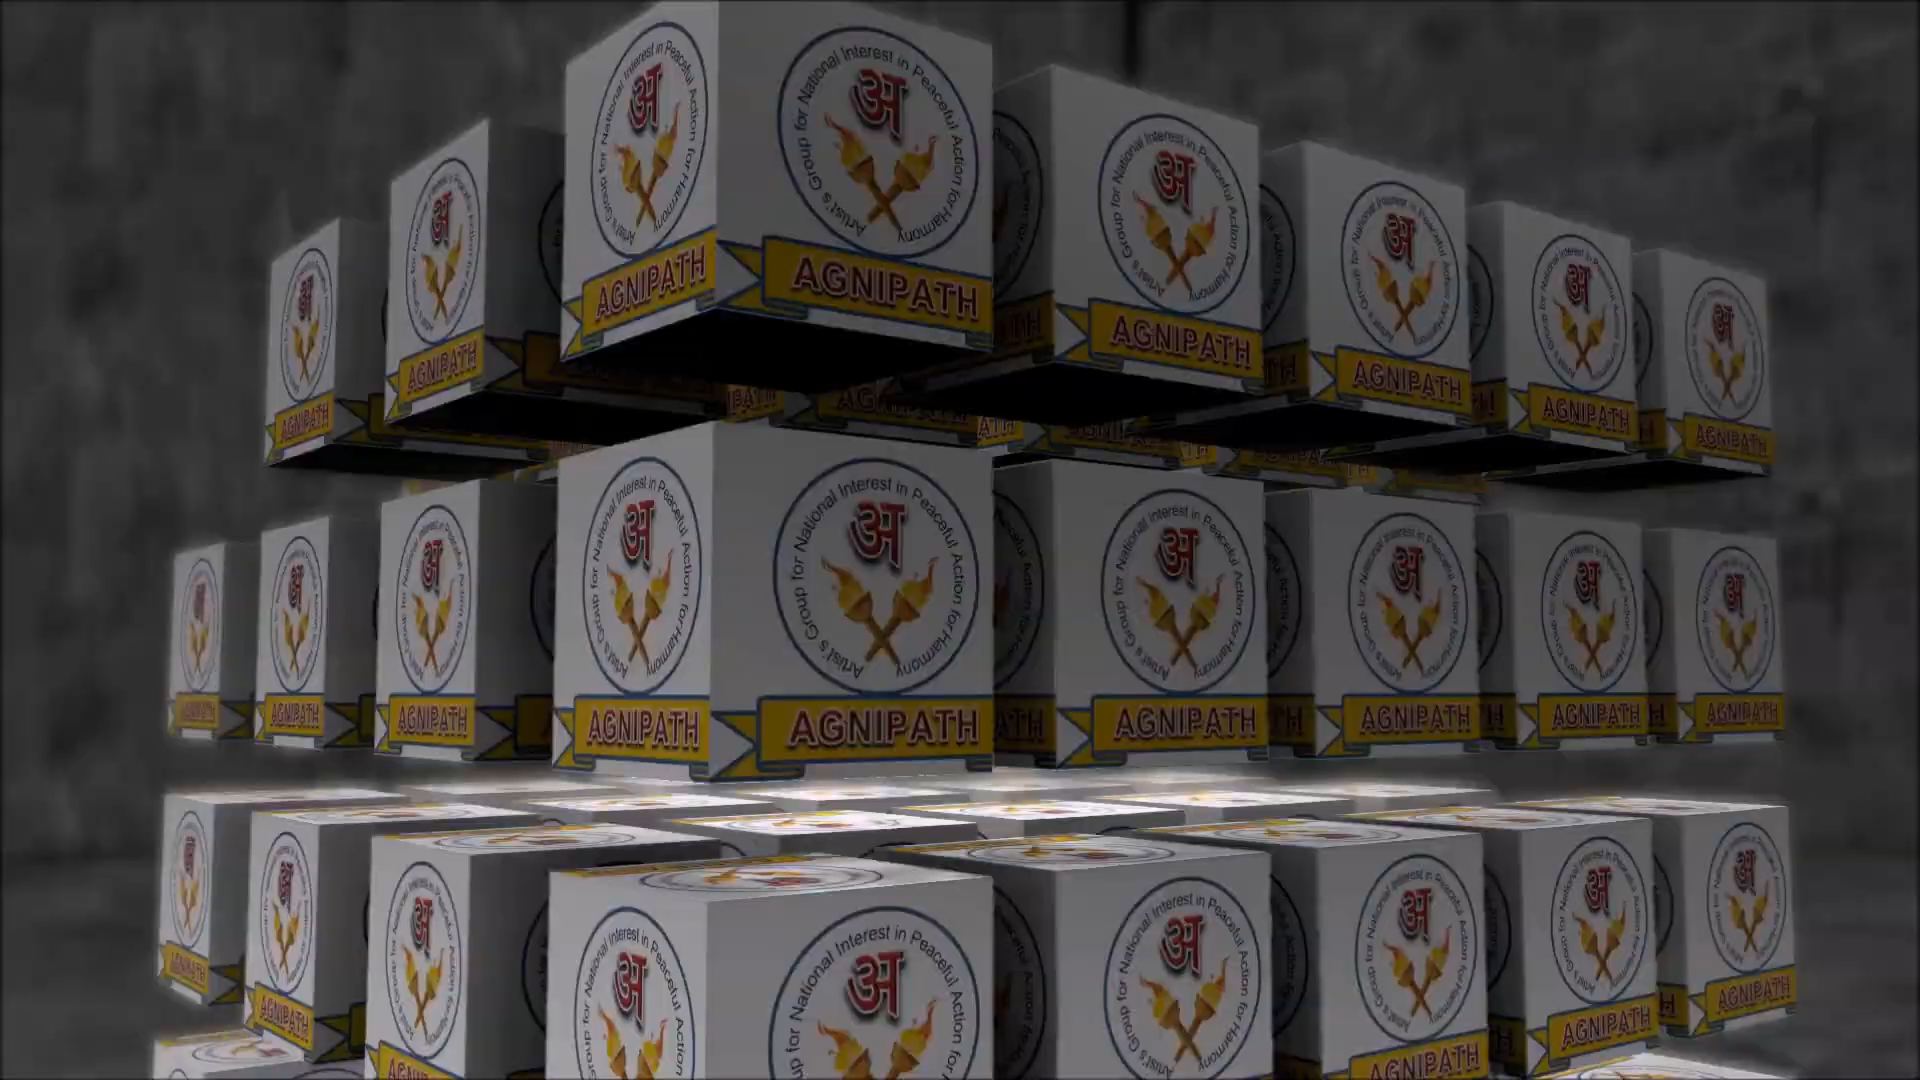 Artist's Group for National Interest in Peaceful Action for Harmony
अ
AGNIPATH